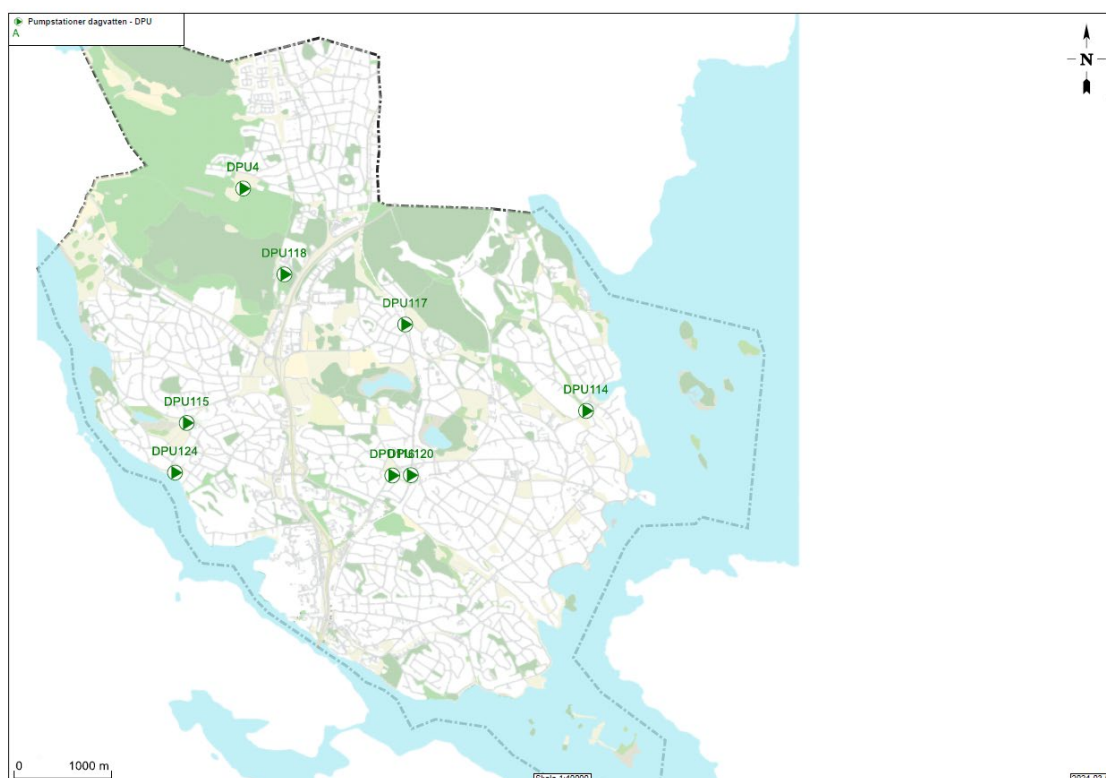 Pumpstationer dagvatten - DPU
A
N
DPU4
DPU118
DPU117
DPU114
DPU115
DPU124
DPU120
0 1000 m